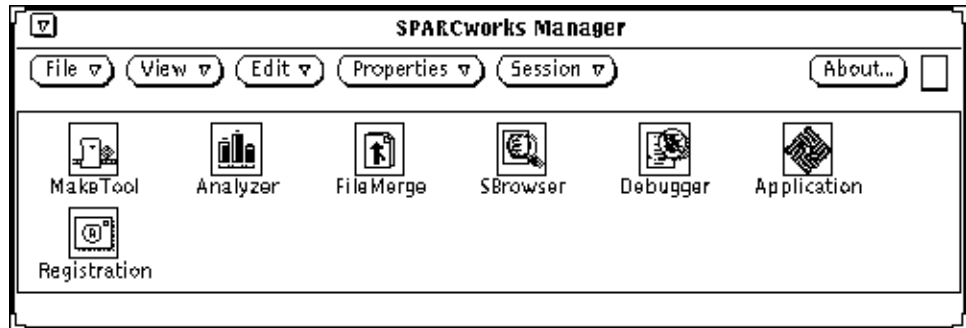 SPARCworks Manager
File View Edit Properties Session About...
MakeTool Analyzer FileMerge SBrowser Debugger Application
Registration